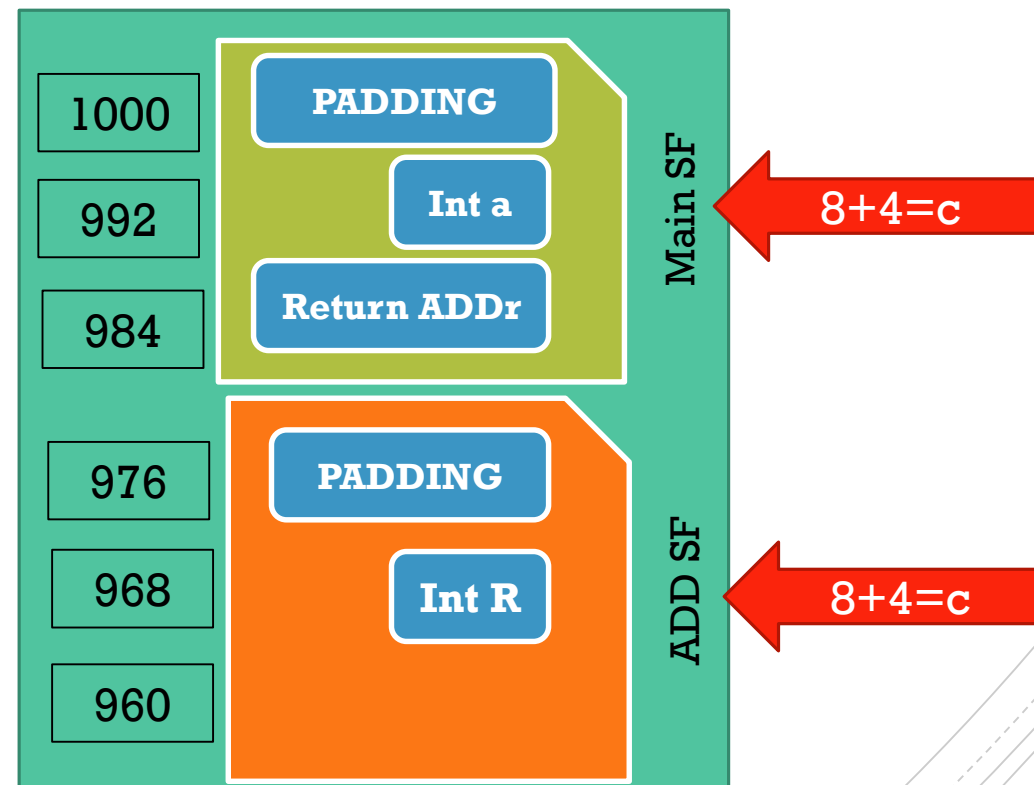 1000
PADDING
992
Int a
984
Return ADDr
Main SF
8+4=c
976
PADDING
968
Int R
960
ADD SF
8+4=c